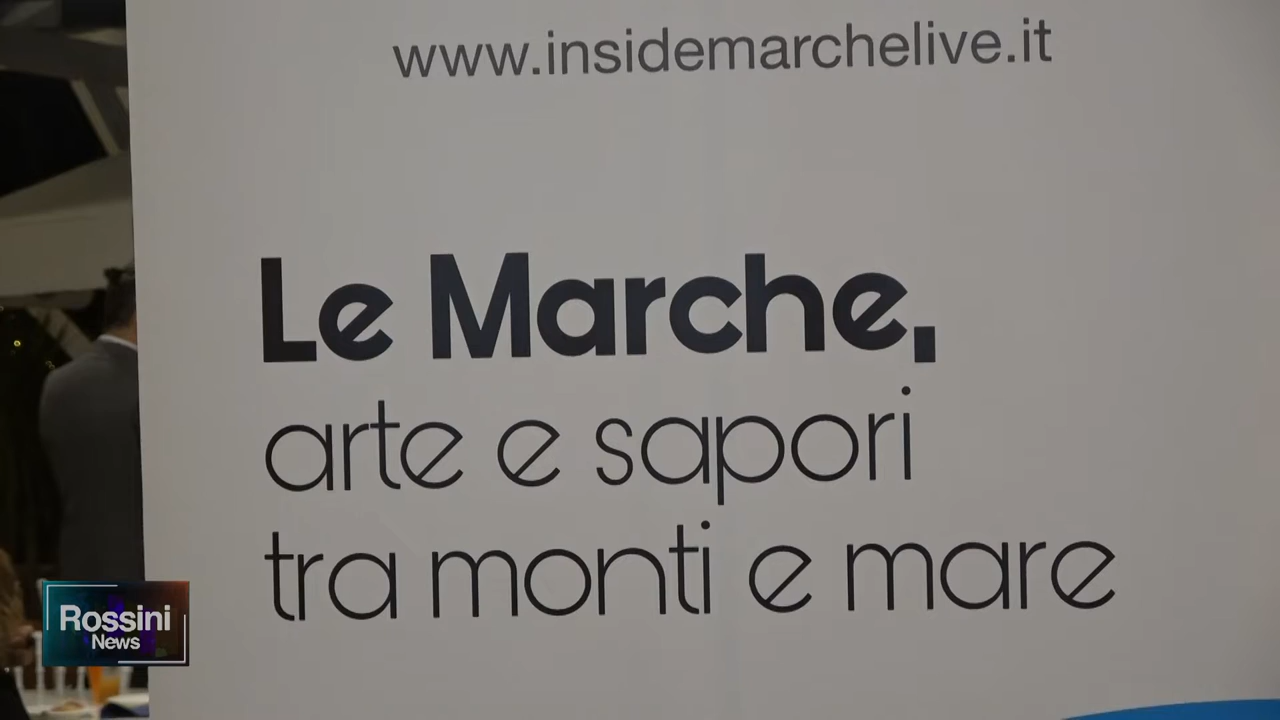 www.insidemarchelive.it
Le Marche,
arte e sapori
tra monti e mare
Rossini
News